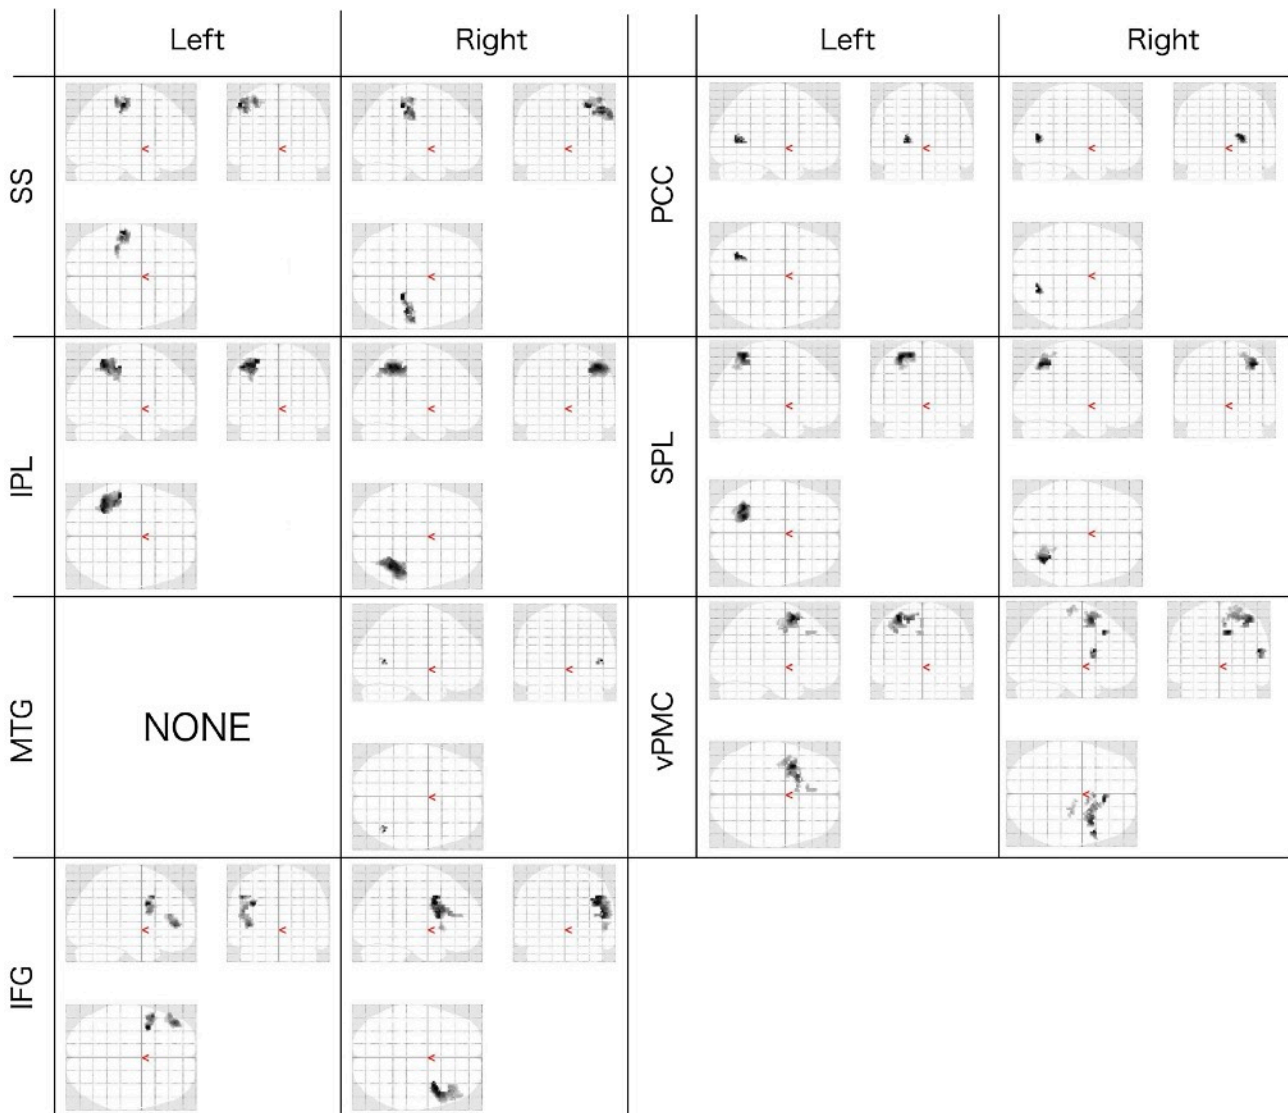 Left Right Left Right
SS
PCC
IPL
SPL
MTG
NONE
vPMC
IFG